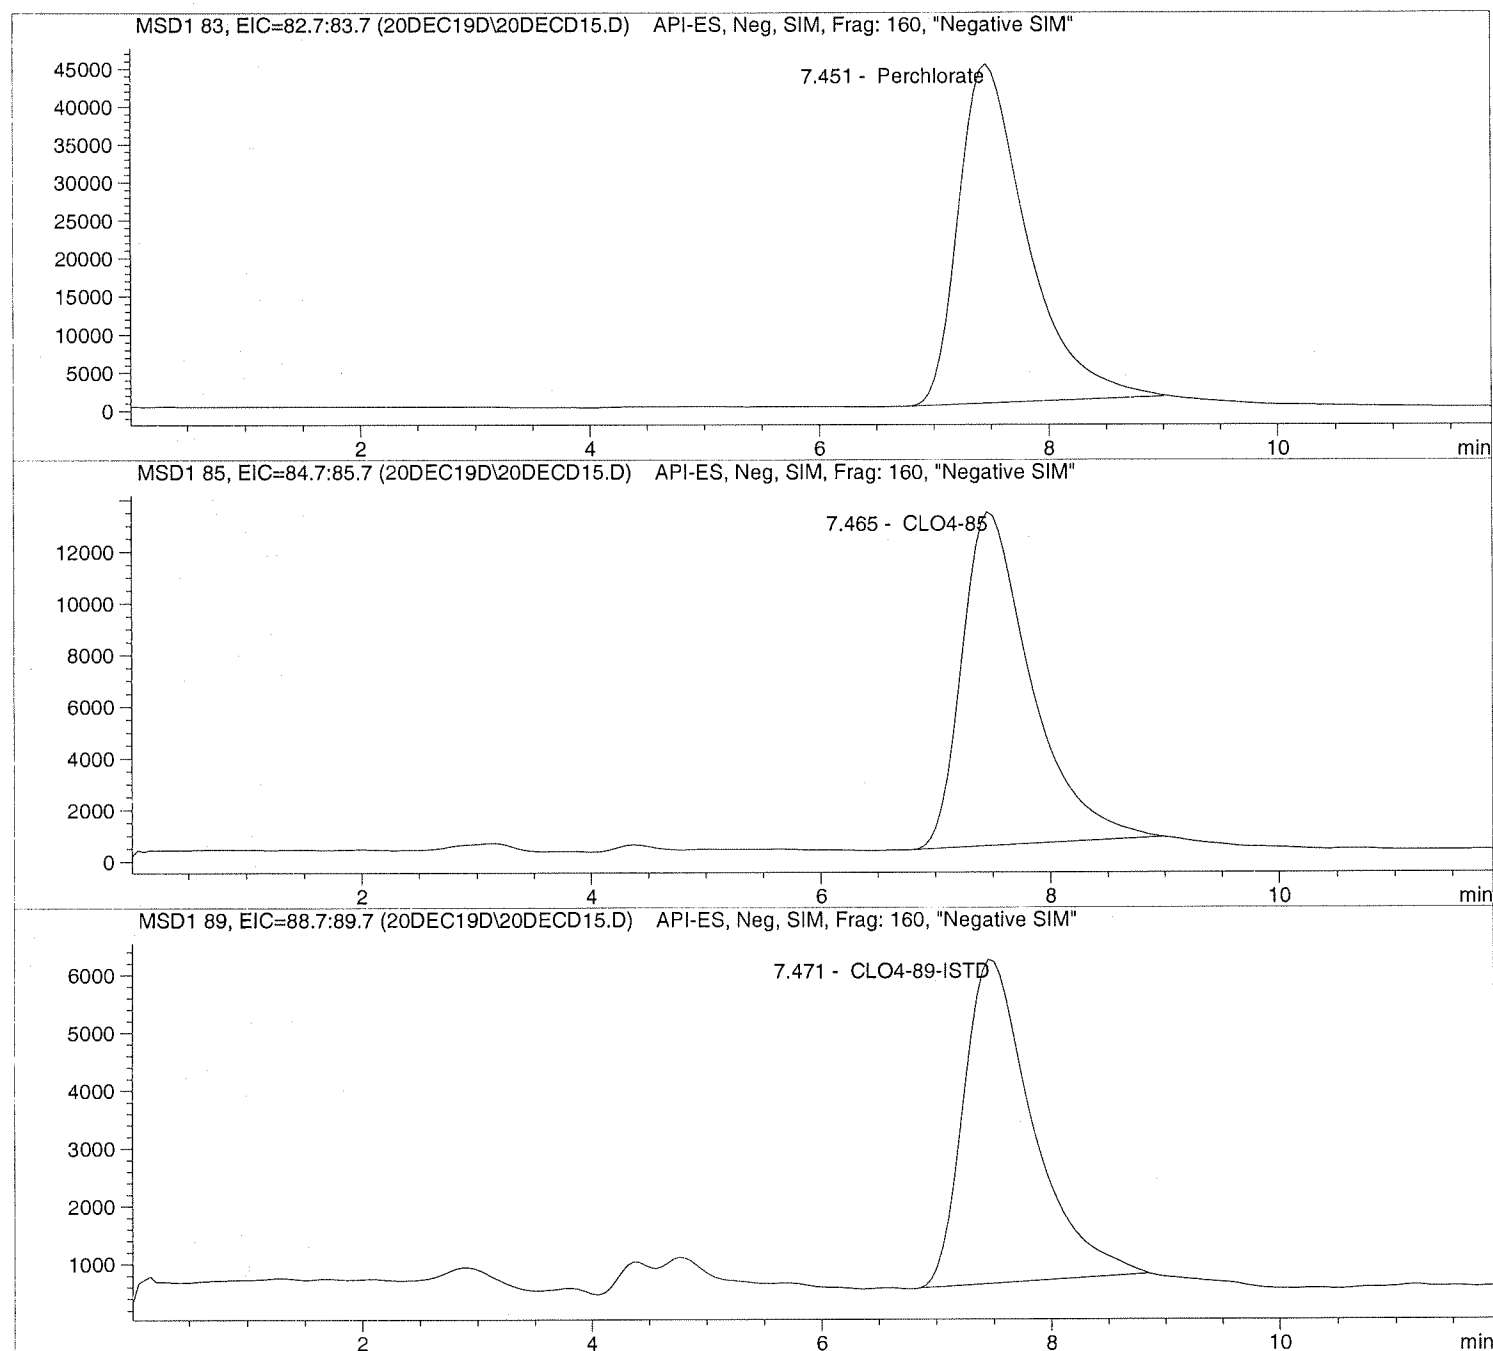 MSD1 83, EIC=82.7:83.7 (20DEC19D\20DECD15.D) API-ES, Neg, SIM, Frag: 160, "Negative SIM"
7.451 - Perchlorate
45000
40000
35000
30000
25000
20000
15000
10000
5000
0
2 4 6 8 10 min
MSD1 85, EIC=84.7:85.7 (20DEC19D\20DECD15.D) API-ES, Neg, SIM, Frag: 160, "Negative SIM"
7.465 - CLO4-85
12000
10000
8000
6000
4000
2000
0
2 4 6 8 10 min
MSD1 89, EIC=88.7:89.7 (20DEC19D\20DECD15.D) API-ES, Neg, SIM, Frag: 160, "Negative SIM"
7.471 - CLO4-89-ISTD
6000
5000
4000
3000
2000
1000
2 4 6 8 10 min